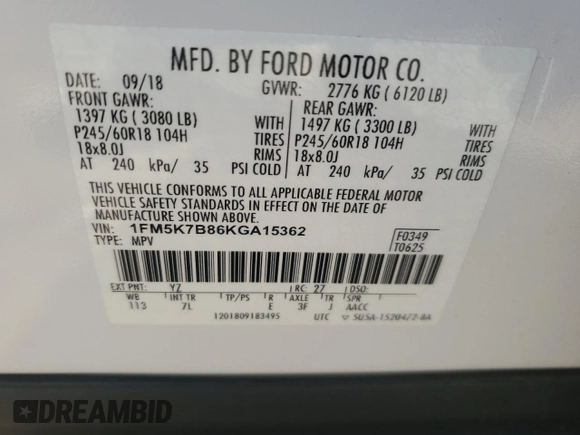 MFD. BY FORD MOTOR CO.
DATE: 09/18 GVWR: 2776 KG ( 6120 LB)
FRONT GAWR: REAR GAWR:
1397 KG ( 3080 LB) WITH 1497 KG ( 3300 LB) WITH
P245/60R18 104H TIRES P245/60R18 104H TIRES
18x8.0J RIMS 18x8.0J RIMS
AT 240 kPa/ 35 PSI COLD AT 240 kPa/ 35 PSI COLD
THIS VEHICLE CONFORMS TO ALL APPLICABLE FEDERAL MOTOR
VEHICLE SAFETY STANDARDS IN EFFECT ON THE DATE OF
MANUFACTURE SHOWN ABOVE.
VIN: 1FM5K7B86KGA15362 F0349
TYPE: MPV T0625
EXT PNT: YZ RC: 27 DSO:
WB INT TR TP/PS R AXLE TR SPR
113 7L E 3F J AACC
1201809183495 UTC ▽ 5U5A-1520472-BA
DREAMBID